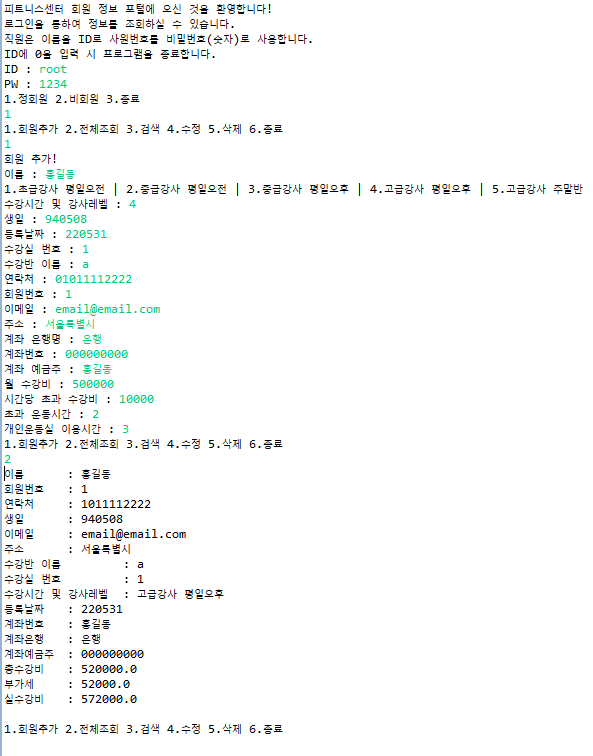 피트니스센터 회원 정보 포털에 오신 것을 환영합니다!
로그인을 통하여 정보를 조회하실 수 있습니다.
직원은 이름을 ID로 사원번호를 비밀번호(숫자)로 사용합니다.
ID에 0을 입력 시 프로그램을 종료합니다.
ID : root
PW : 1234
1.정회원 2.비회원 3.종료
1
1.회원추가 2.전체조회 3.검색 4.수정 5.삭제 6.종료
1
회원 추가!
이름 : 홍길동
1.초급강사 평일오전 | 2.중급강사 평일오전 | 3.중급강사 평일오후 | 4.고급강사 평일오후 | 5.고급강사 주말반
수강시간 및 강사레벨 : 4
생일 : 940508
등록날짜 : 220531
수강실 번호 : 1
수강반 이름 : a
연락처 : 01011112222
회원번호 : 1
이메일 : email@email.com
주소 : 서울특별시
계좌 은행명 : 은행
계좌번호 : 000000000
계좌 예금주 : 홍길동
월 수강비 : 500000
시간당 초과 수강비 : 10000
초과 운동시간 : 2
개인운동실 이용시간 : 3
1.회원추가 2.전체조회 3.검색 4.수정 5.삭제 6.종료
2
이름 : 홍길동
회원번호 : 1
연락처 : 1011112222
생일 : 940508
이메일 : email@email.com
주소 : 서울특별시
수강반 이름 : a
수강실 번호 : 1
수강시간 및 강사레벨 : 고급강사 평일오후
등록날짜 : 220531
계좌번호 : 홍길동
계좌은행 : 은행
계좌예금주 : 000000000
총수강비 : 520000.0
부가세 : 52000.0
실수강비 : 572000.0
1.회원추가 2.전체조회 3.검색 4.수정 5.삭제 6.종료